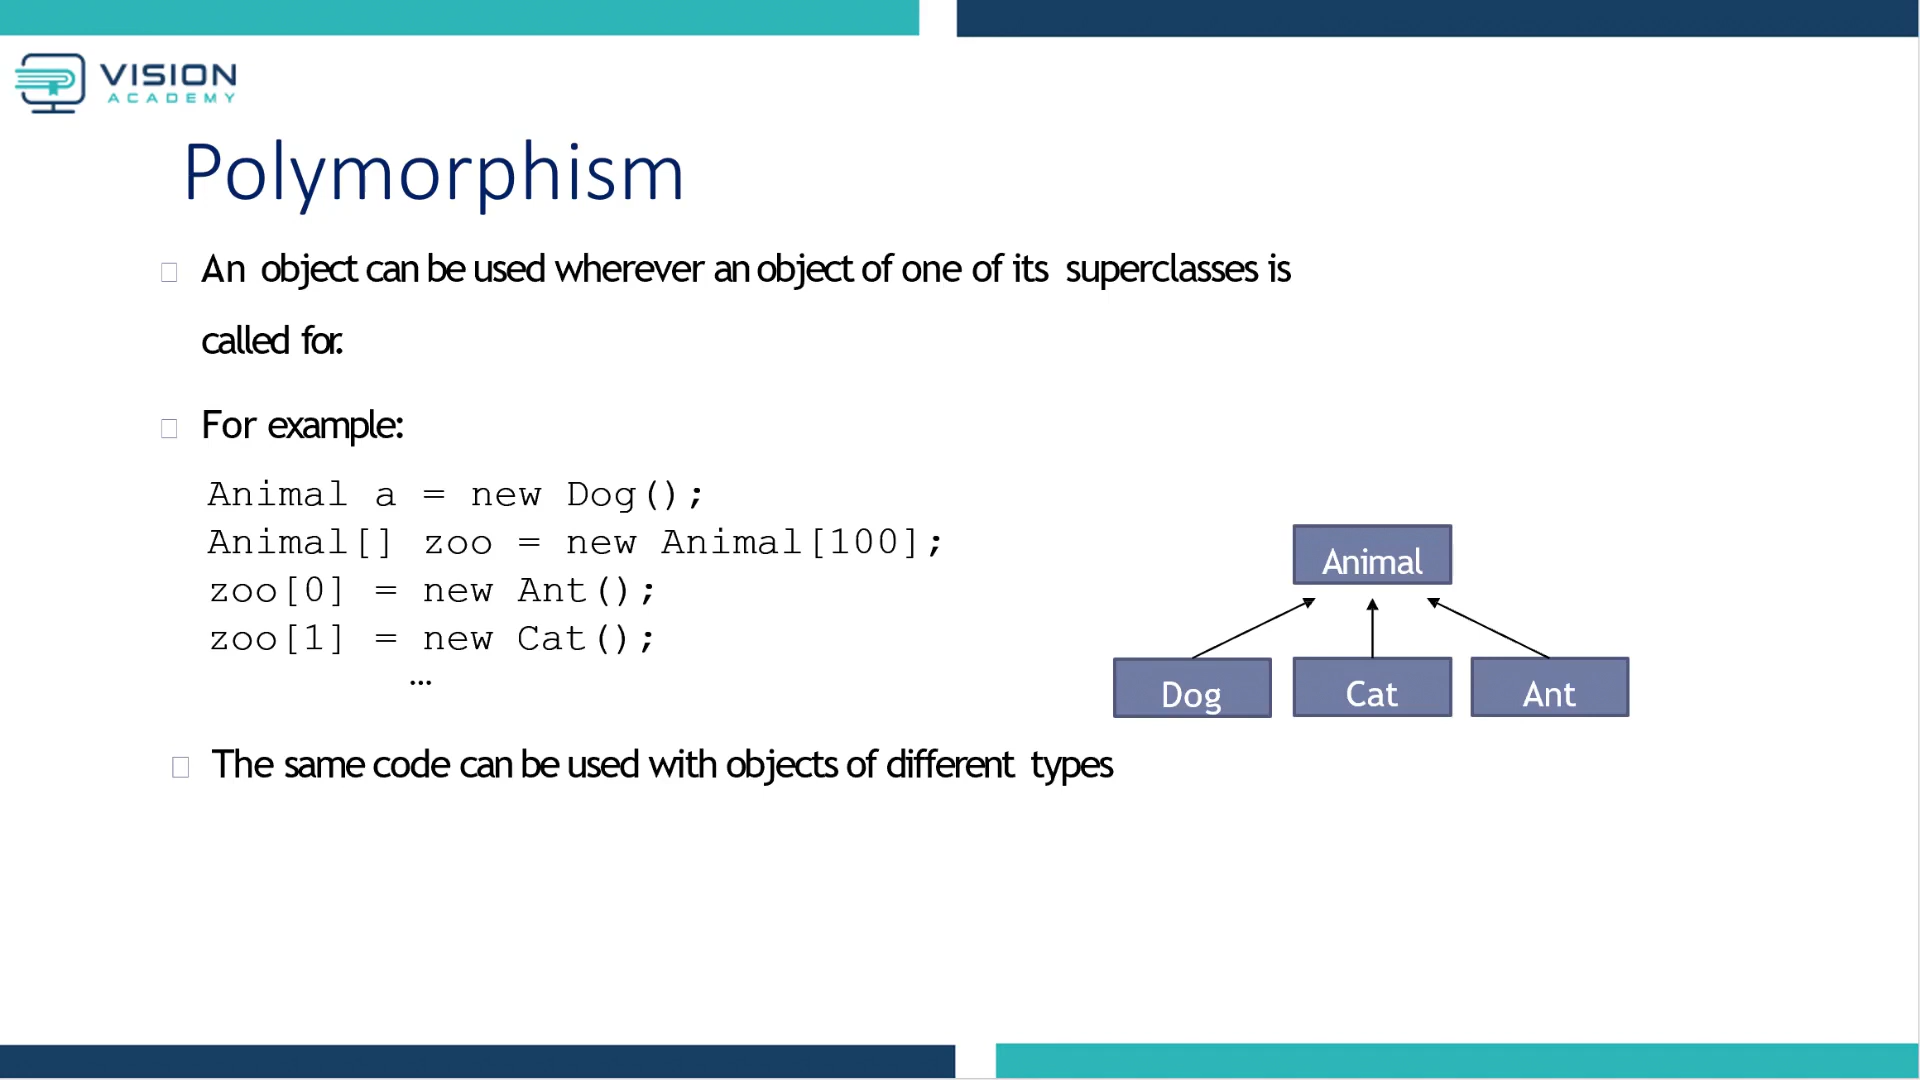 VISION
ACADEMY
Polymorphism
An object can be used wherever an object of one of its superclasses is
called for.
For example:
Animal a = new Dog();
Animal[] zoo = new Animal[100];
zoo[0] = new Ant();
zoo[1] = new Cat();
…
Animal
Dog
Cat
Ant
The same code can be used with objects of different types